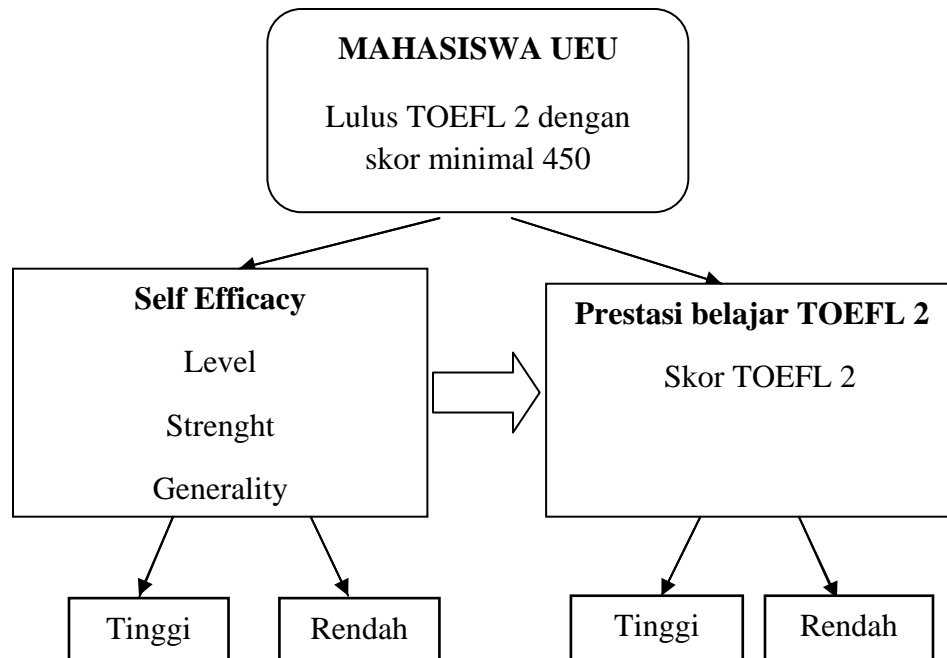 MAHASISWA UEU
Lulus TOEFL 2 dengan
skor minimal 450
Self Efficacy
Level
Strenght
Generality
Prestasi belajar TOEFL 2
Skor TOEFL 2
Tinggi
Rendah
Tinggi
Rendah